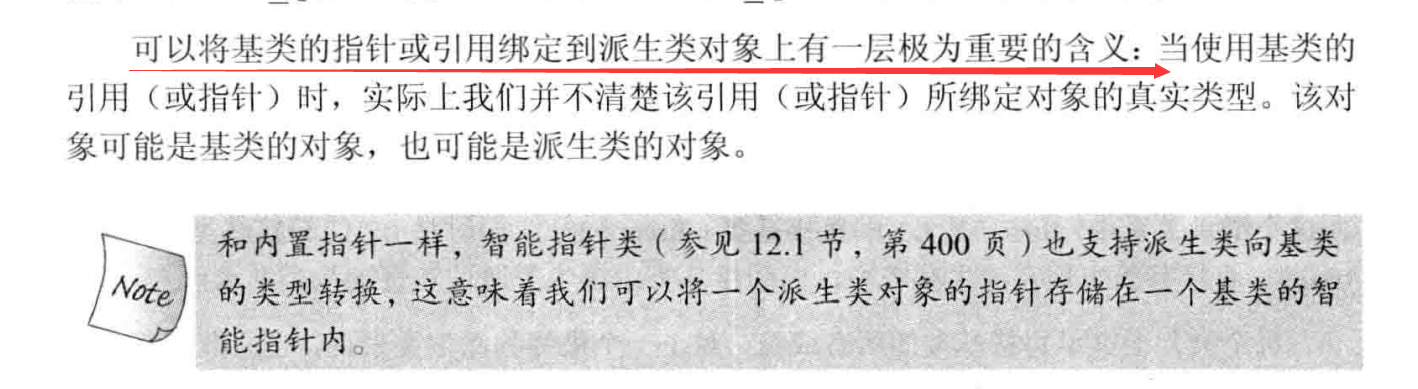 可以将基类的指针或引用绑定到派生类对象上有一层极为重要的含义：当使用基类的
引用（或指针）时，实际上我们并不清楚该引用（或指针）所绑定对象的真实类型。该对
象可能是基类的对象，也可能是派生类的对象。
Note
和内置指针一样，智能指针类（参见 12.1 节，第 400 页）也支持派生类向基类
的类型转换，这意味着我们可以将一个派生类对象的指针存储在一个基类的智
能指针内。